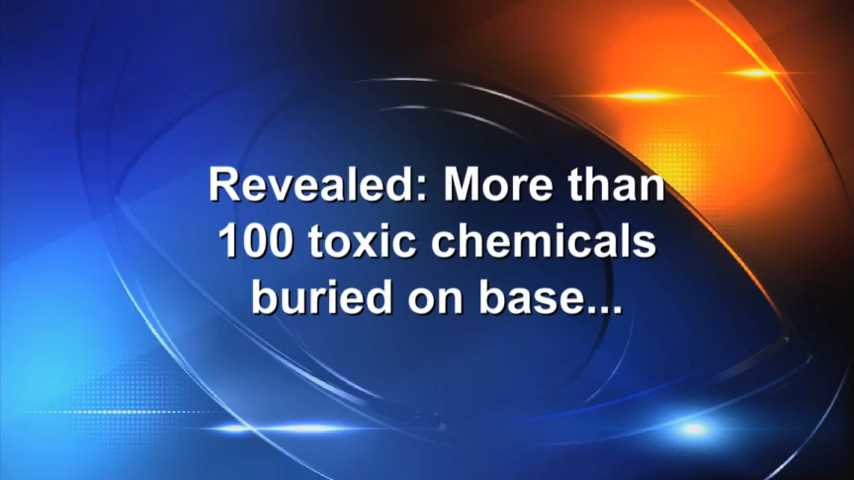 Revealed: More than
100 toxic chemicals
buried on base...